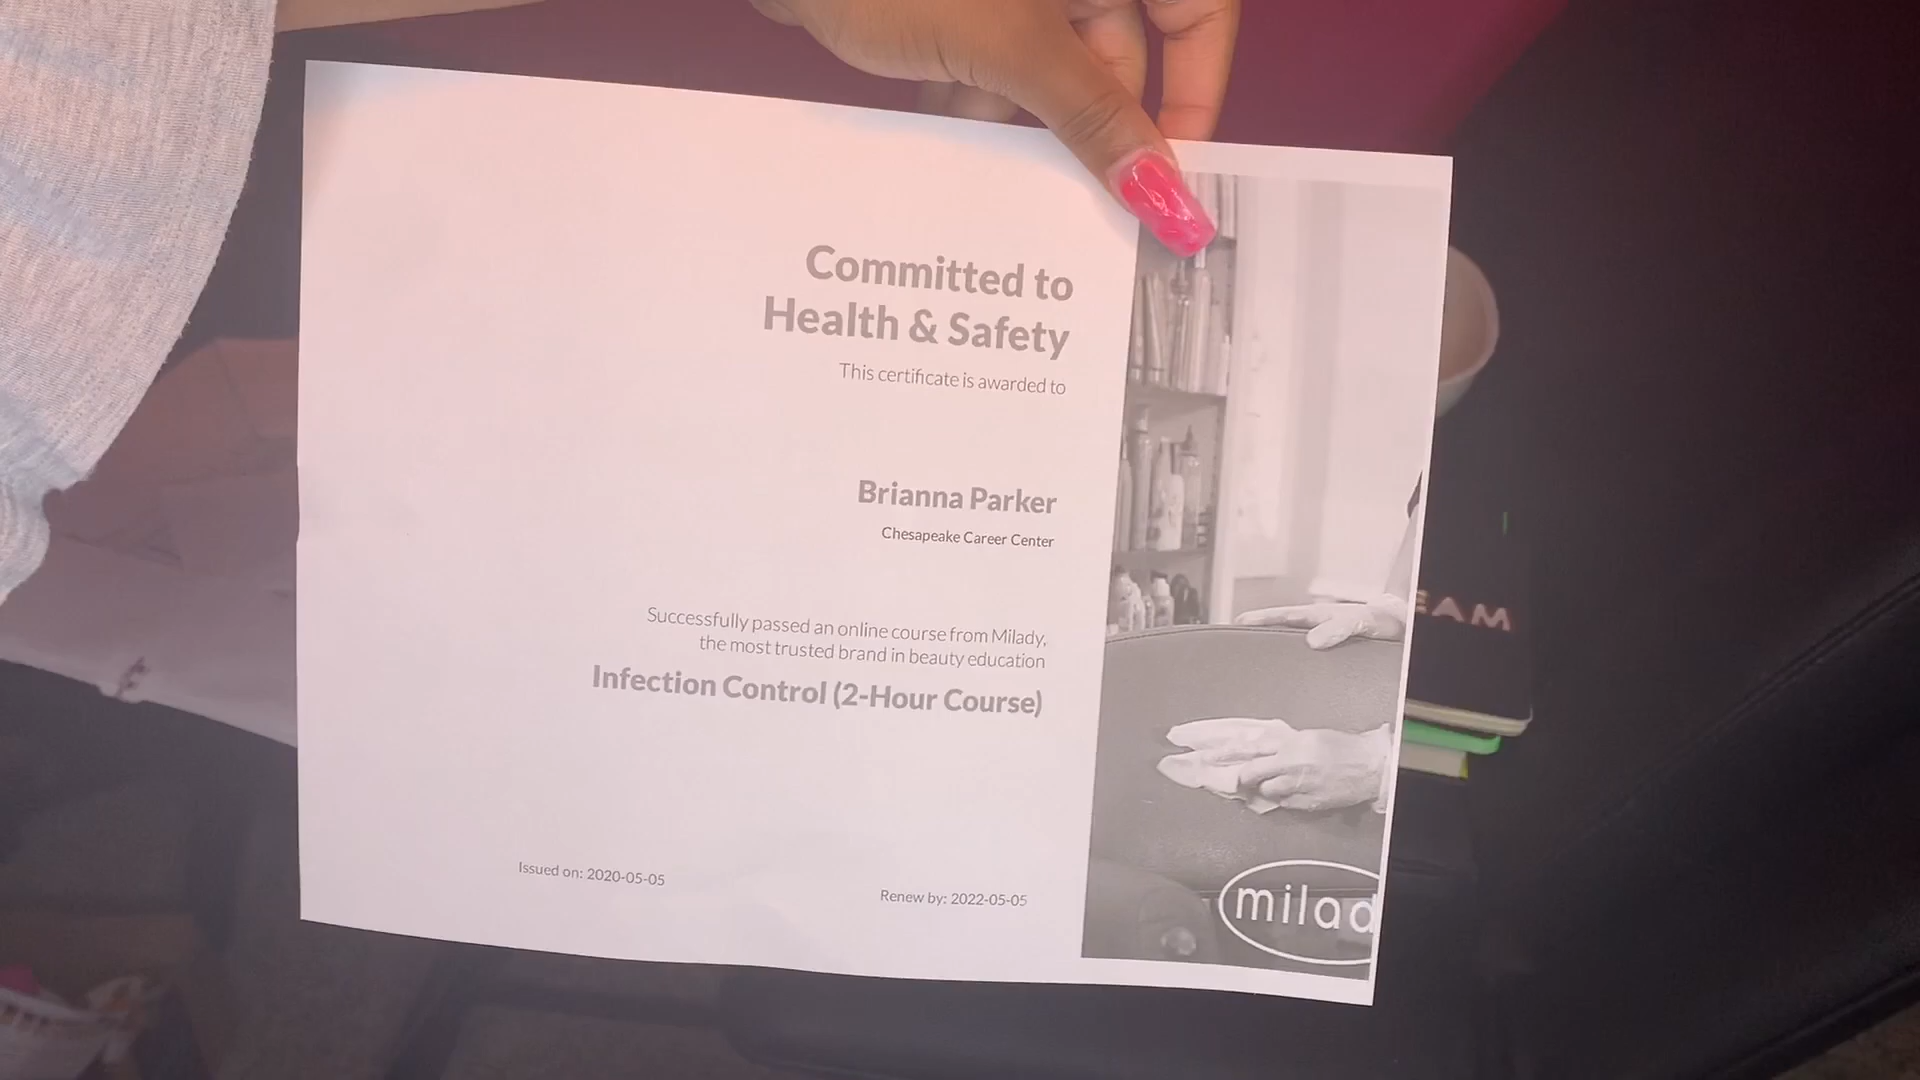 Committed to
Health & Safety
This certificate is awarded to
Brianna Parker
Chesapeake Career Center
Successfully passed an online course from Milady,
the most trusted brand in beauty education
Infection Control (2-Hour Course)
Issued on: 2020-05-05
Renew by: 2022-05-05
milad
EAM